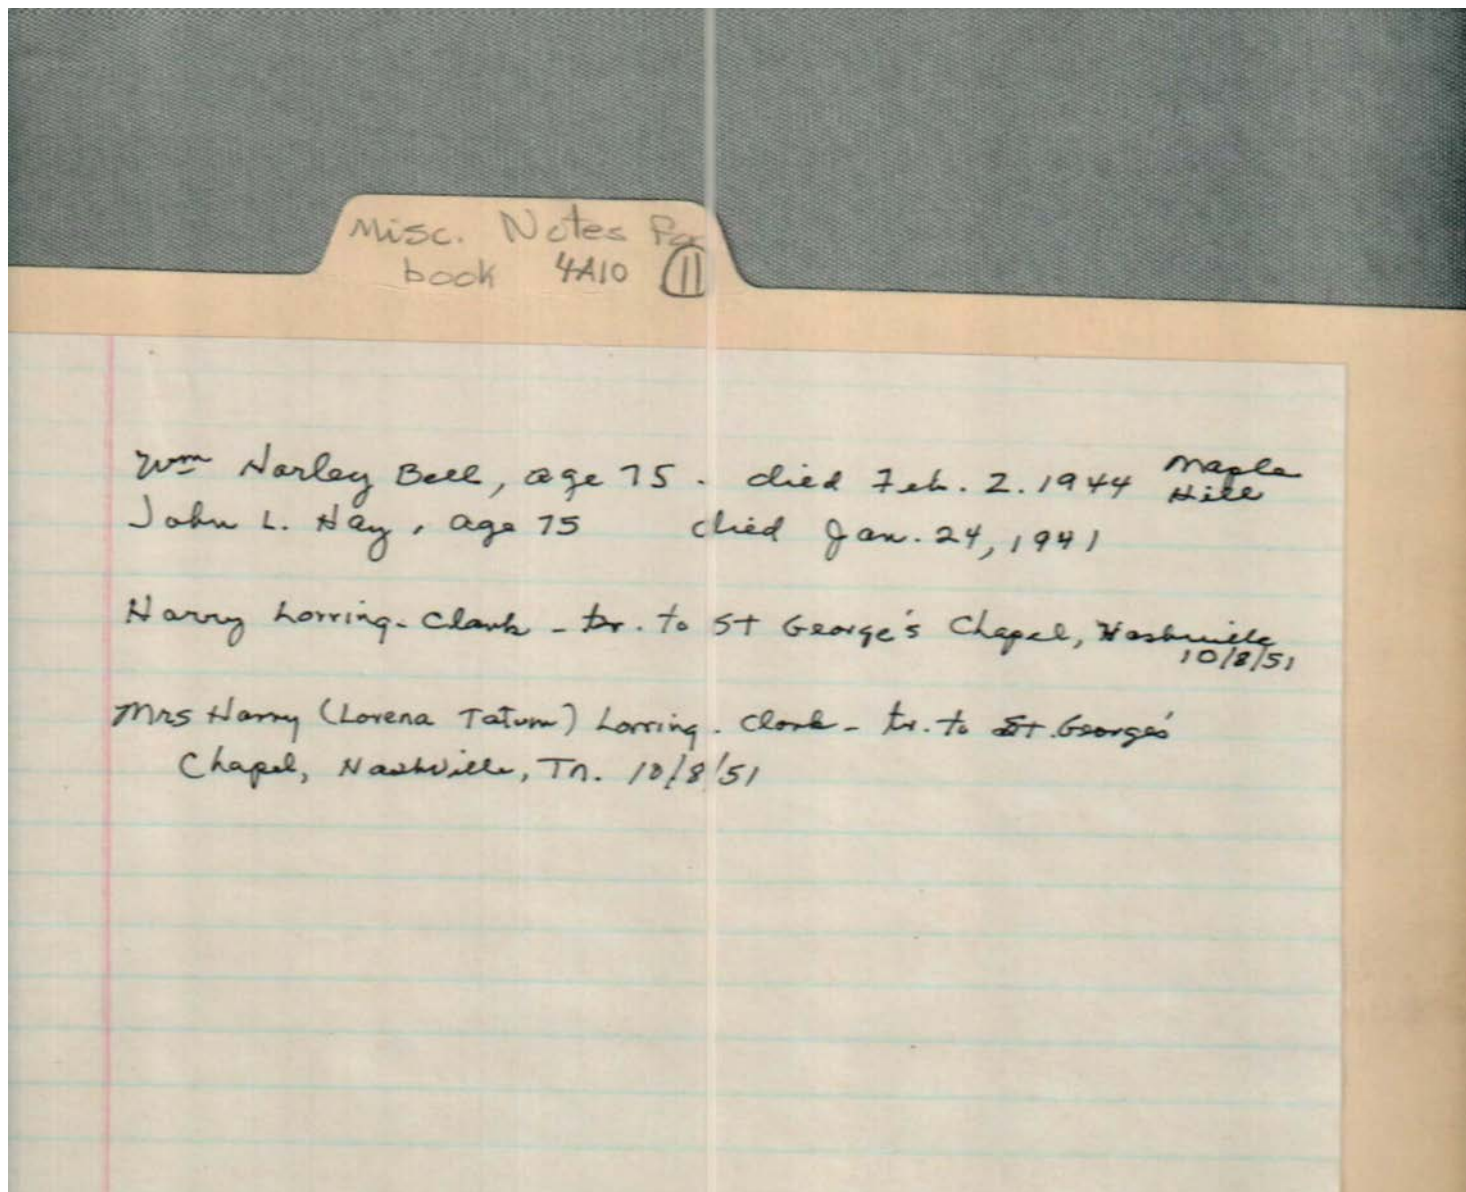 Misc. Notes for
book 4A10 11
Wm Harley Bell, age 75. died Feb. 2. 1944 Maple
Hill
John L. Hay, age 75 died Jan. 24, 1941
Harry Lorring-Clark - tr. to St George's Chapel, Nashville
10/8/51
Mrs Harry (Lorena Tatum) Lorring-Clark - tr. to St. George's
Chapel, Nashville, Tn. 10/8/51